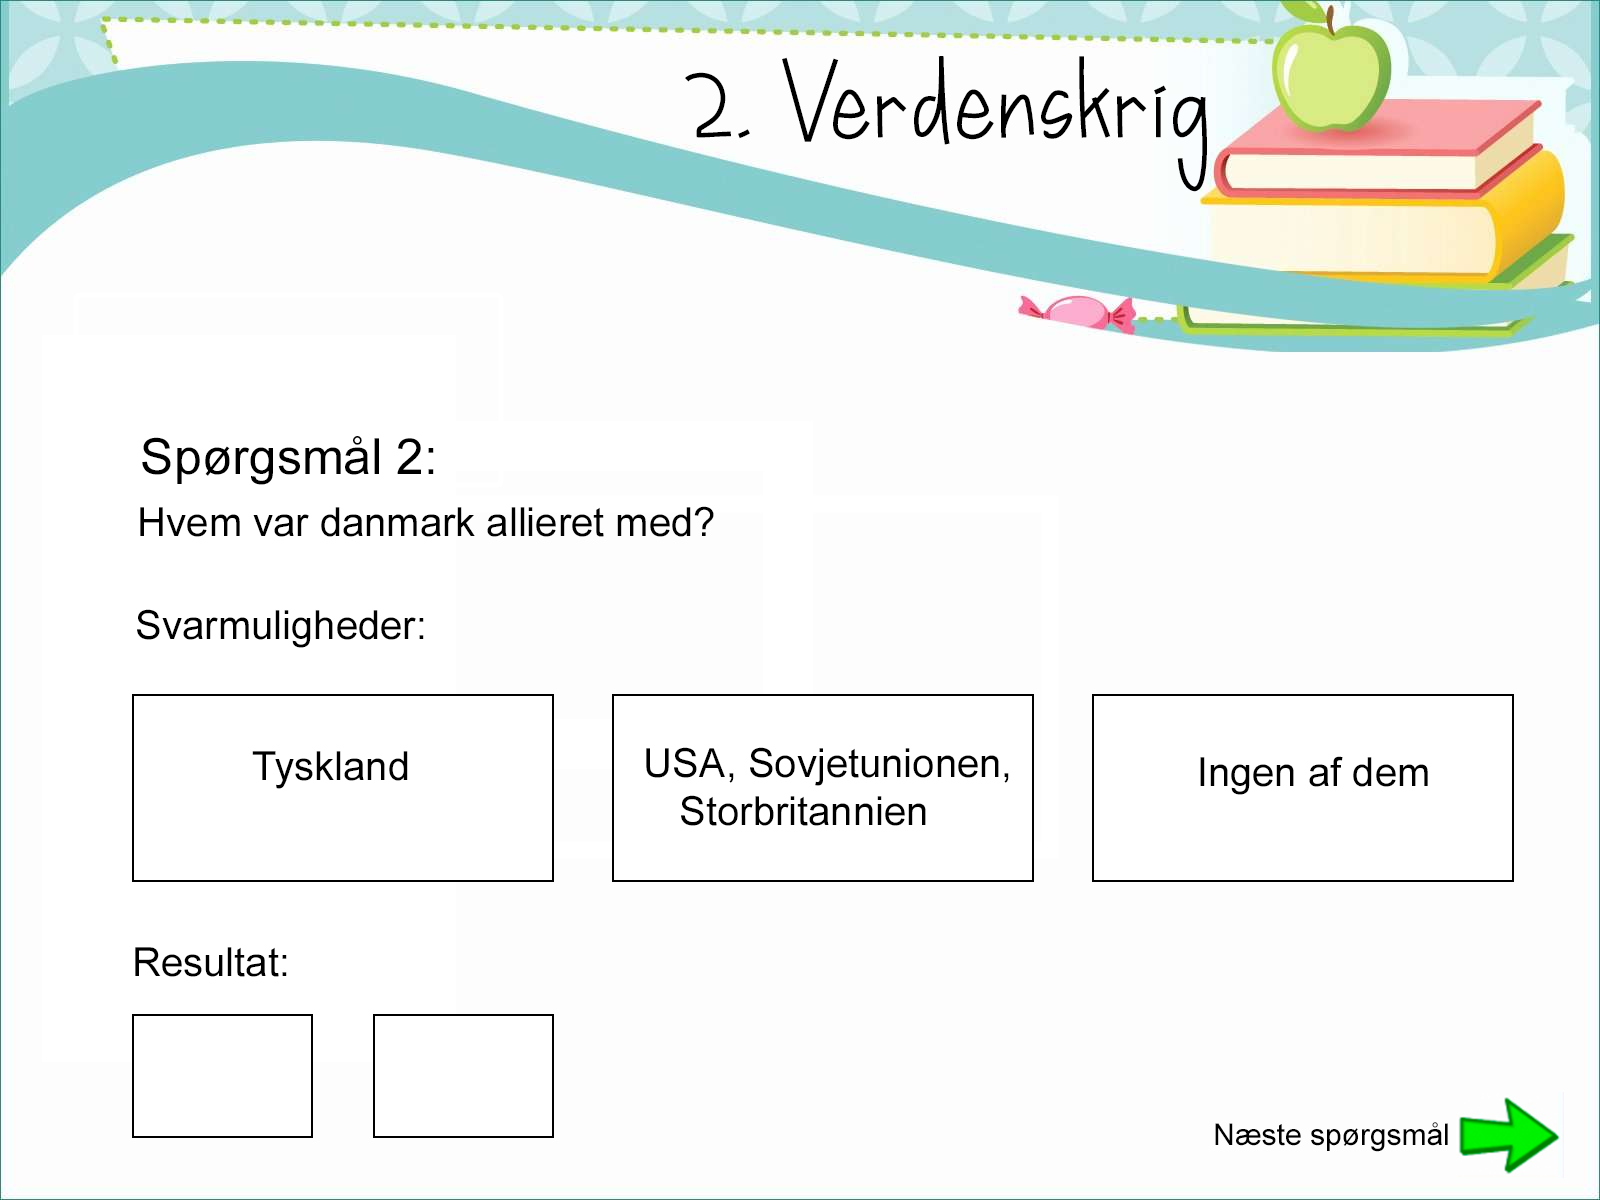 2. Verdenskrig
Spørgsmål 2:
Hvem var danmark allieret med?
Svarmuligheder:
Tyskland
USA, Sovjetunionen,
Storbritannien
Ingen af dem
Resultat:
Næste spørgsmål